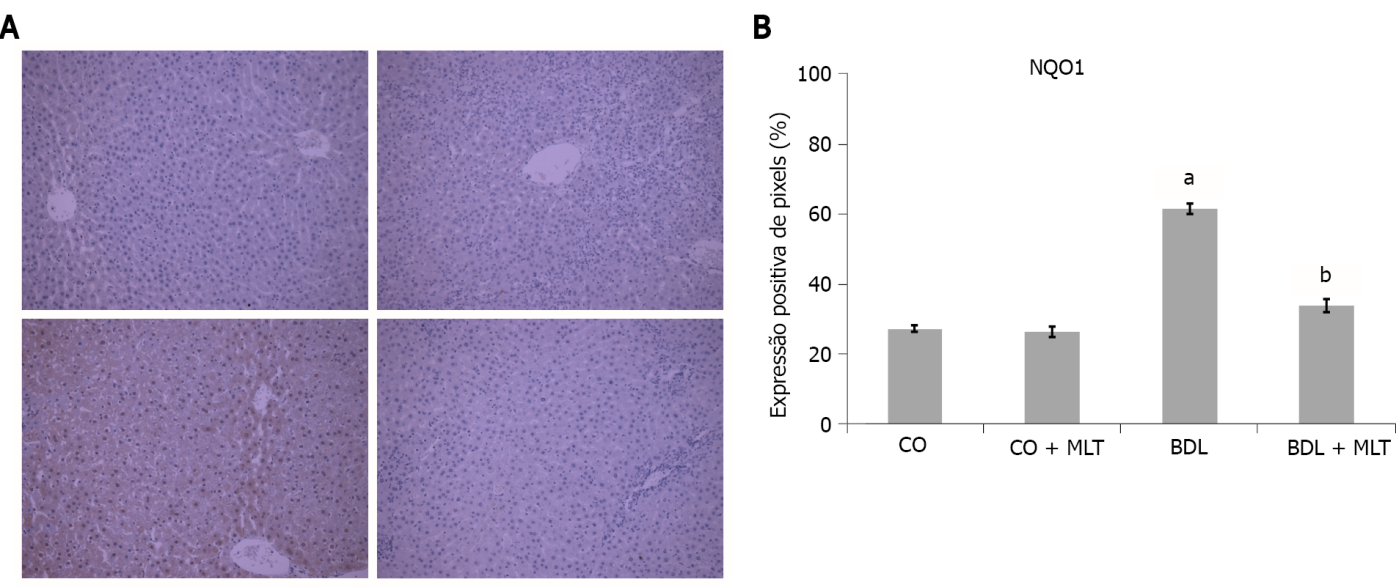 A
B
NQO1
Expressão positiva de pixels (%)
100
80
60
40
20
0
a
b
CO
CO + MLT
BDL
BDL + MLT